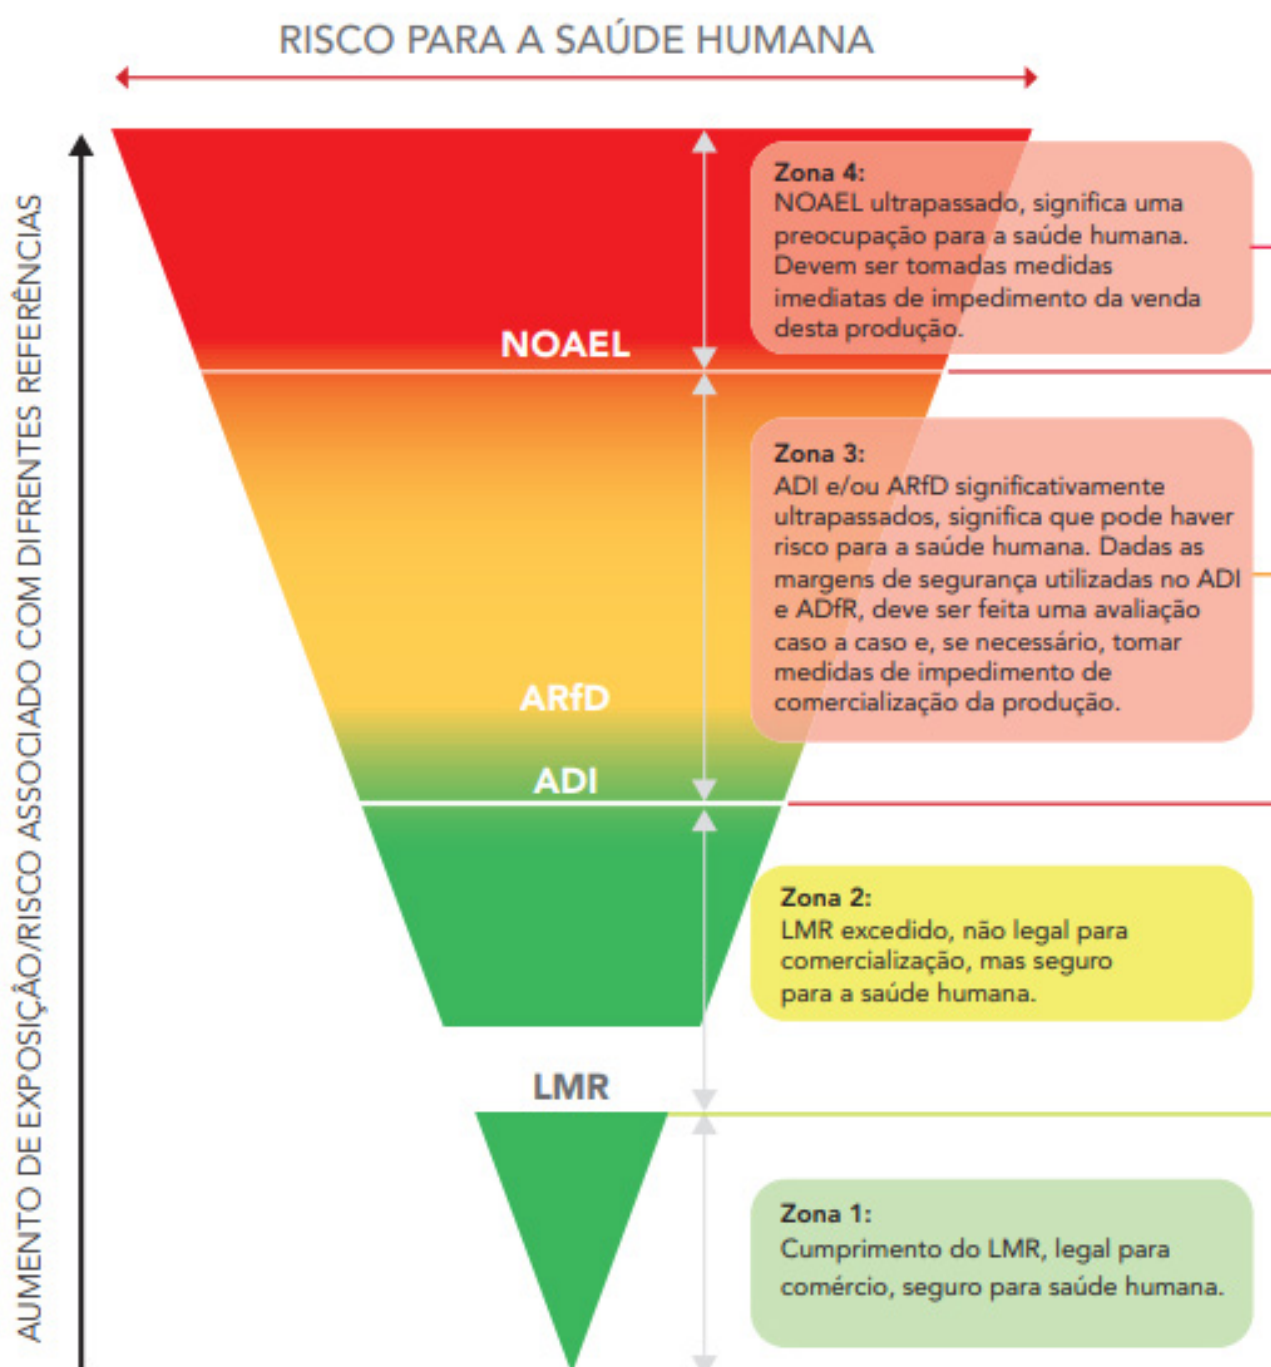 RISCO PARA A SAÚDE HUMANA
AUMENTO DE EXPOSIÇÂO/RISCO ASSOCIADO COM DIFRENTES REFERÊNCIAS
Zona 4:
NOAEL ultrapassado, significa uma
preocupação para a saúde humana.
Devem ser tomadas medidas
imediatas de impedimento da venda
desta produção.
NOAEL
Zona 3:
ADI e/ou ARfD significativamente
ultrapassados, significa que pode haver
risco para a saúde humana. Dadas as
margens de segurança utilizadas no ADI
e ADfR, deve ser feita uma avaliação
caso a caso e, se necessário, tomar
medidas de impedimento de
comercialização da produção.
ARfD
ADI
Zona 2:
LMR excedido, não legal para
comercialização, mas seguro
para a saúde humana.
LMR
Zona 1:
Cumprimento do LMR, legal para
comércio, seguro para saúde humana.